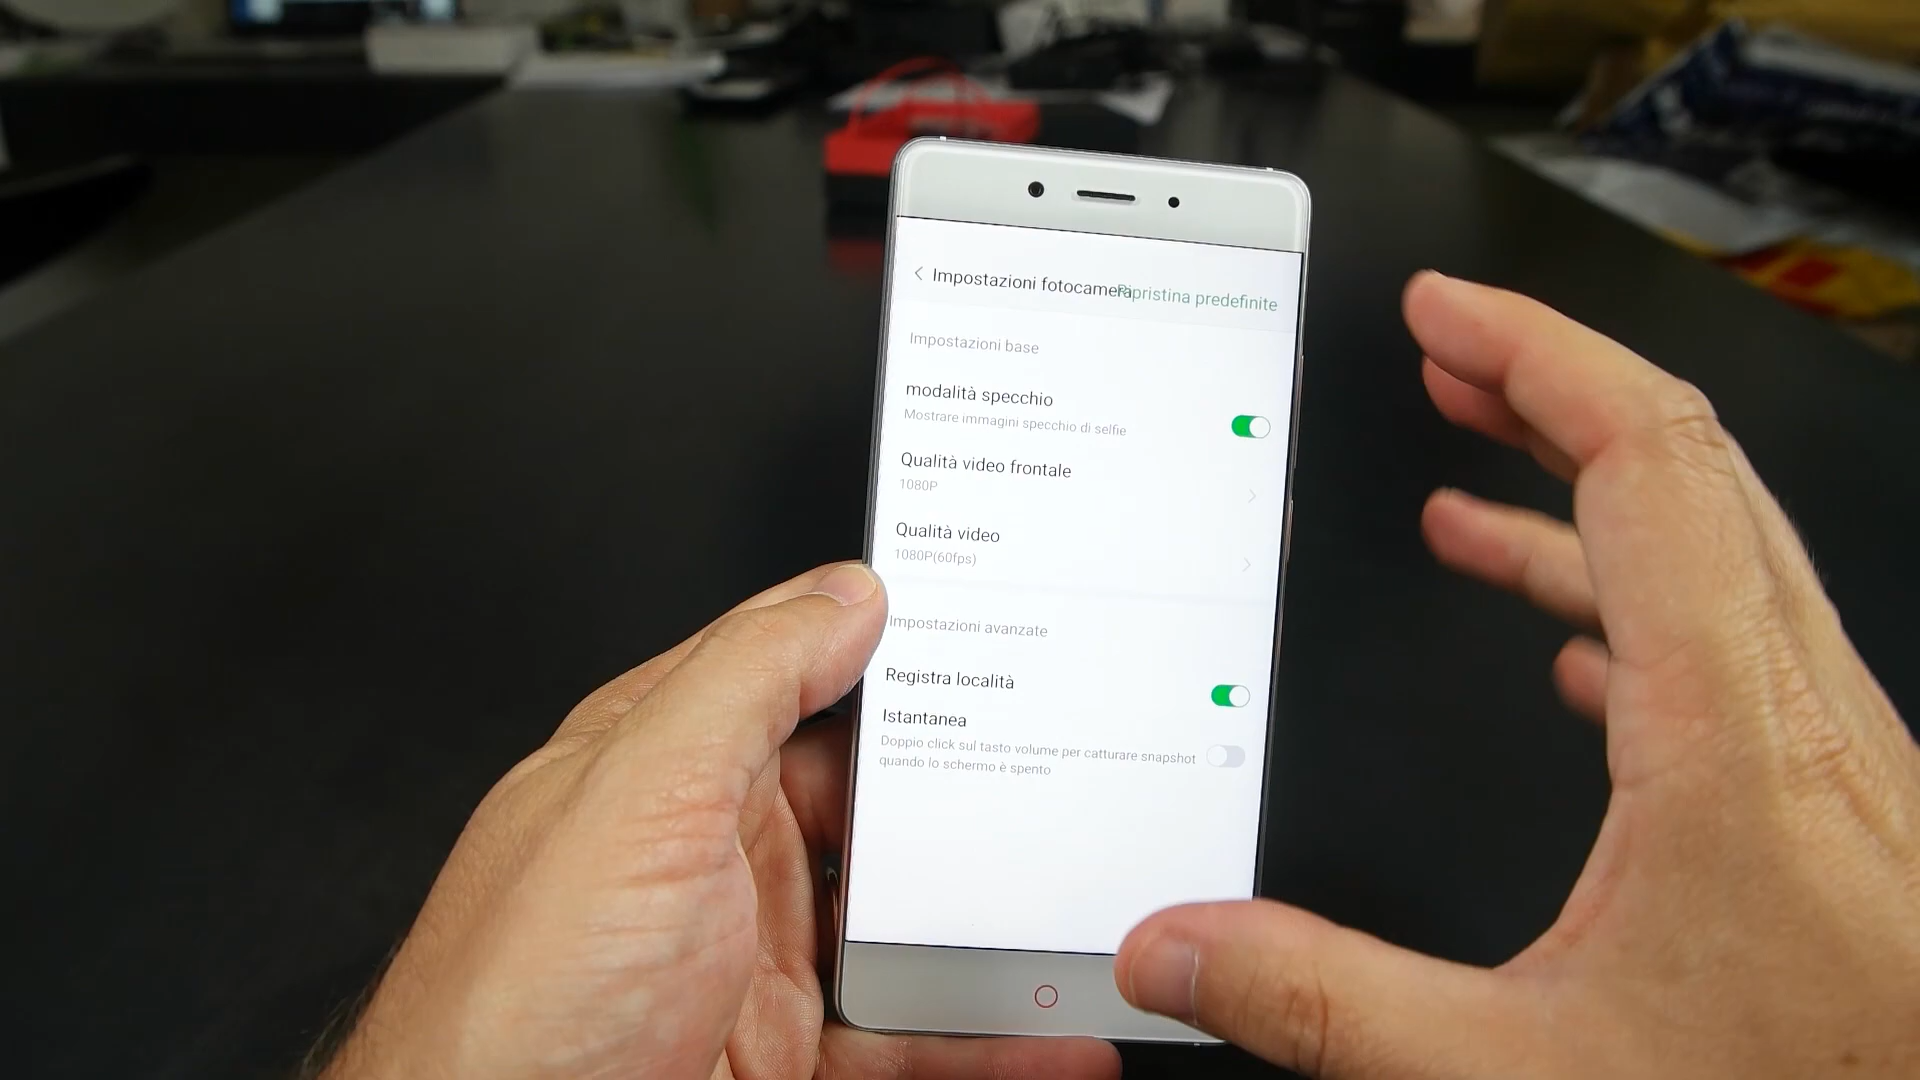 Impostazioni fotocamera
Ripristina predefinite
Impostazioni base
modalità specchio
Mostrare immagini specchio di selfie
Qualità video frontale
1080P
Qualità video
1080P(60fps)
Impostazioni avanzate
Registra località
Istantanea
Doppio click sul tasto volume per catturare snapshot
quando lo schermo è spento